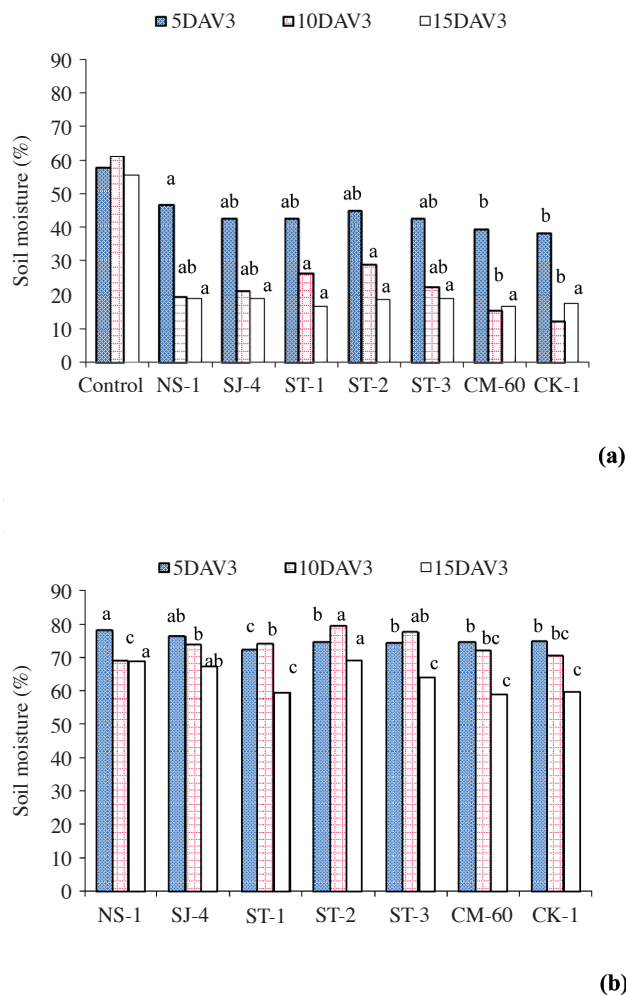 5DAV3 10DAV3 15DAV3
90
80
70
60
50
40
30
20
10
0
Soil moisture (%)
a ab ab ab ab b b
ab a ab a ab a a a a ab a b a b a
Control NS-1 SJ-4 ST-1 ST-2 ST-3 CM-60 CK-1
(a)
5DAV3 10DAV3 15DAV3
90
80
70
60
50
40
30
20
10
0
Soil moisture (%)
a c a ab b ab c b c b a a b ab c b bc c b bc c
NS-1 SJ-4 ST-1 ST-2 ST-3 CM-60 CK-1
(b)